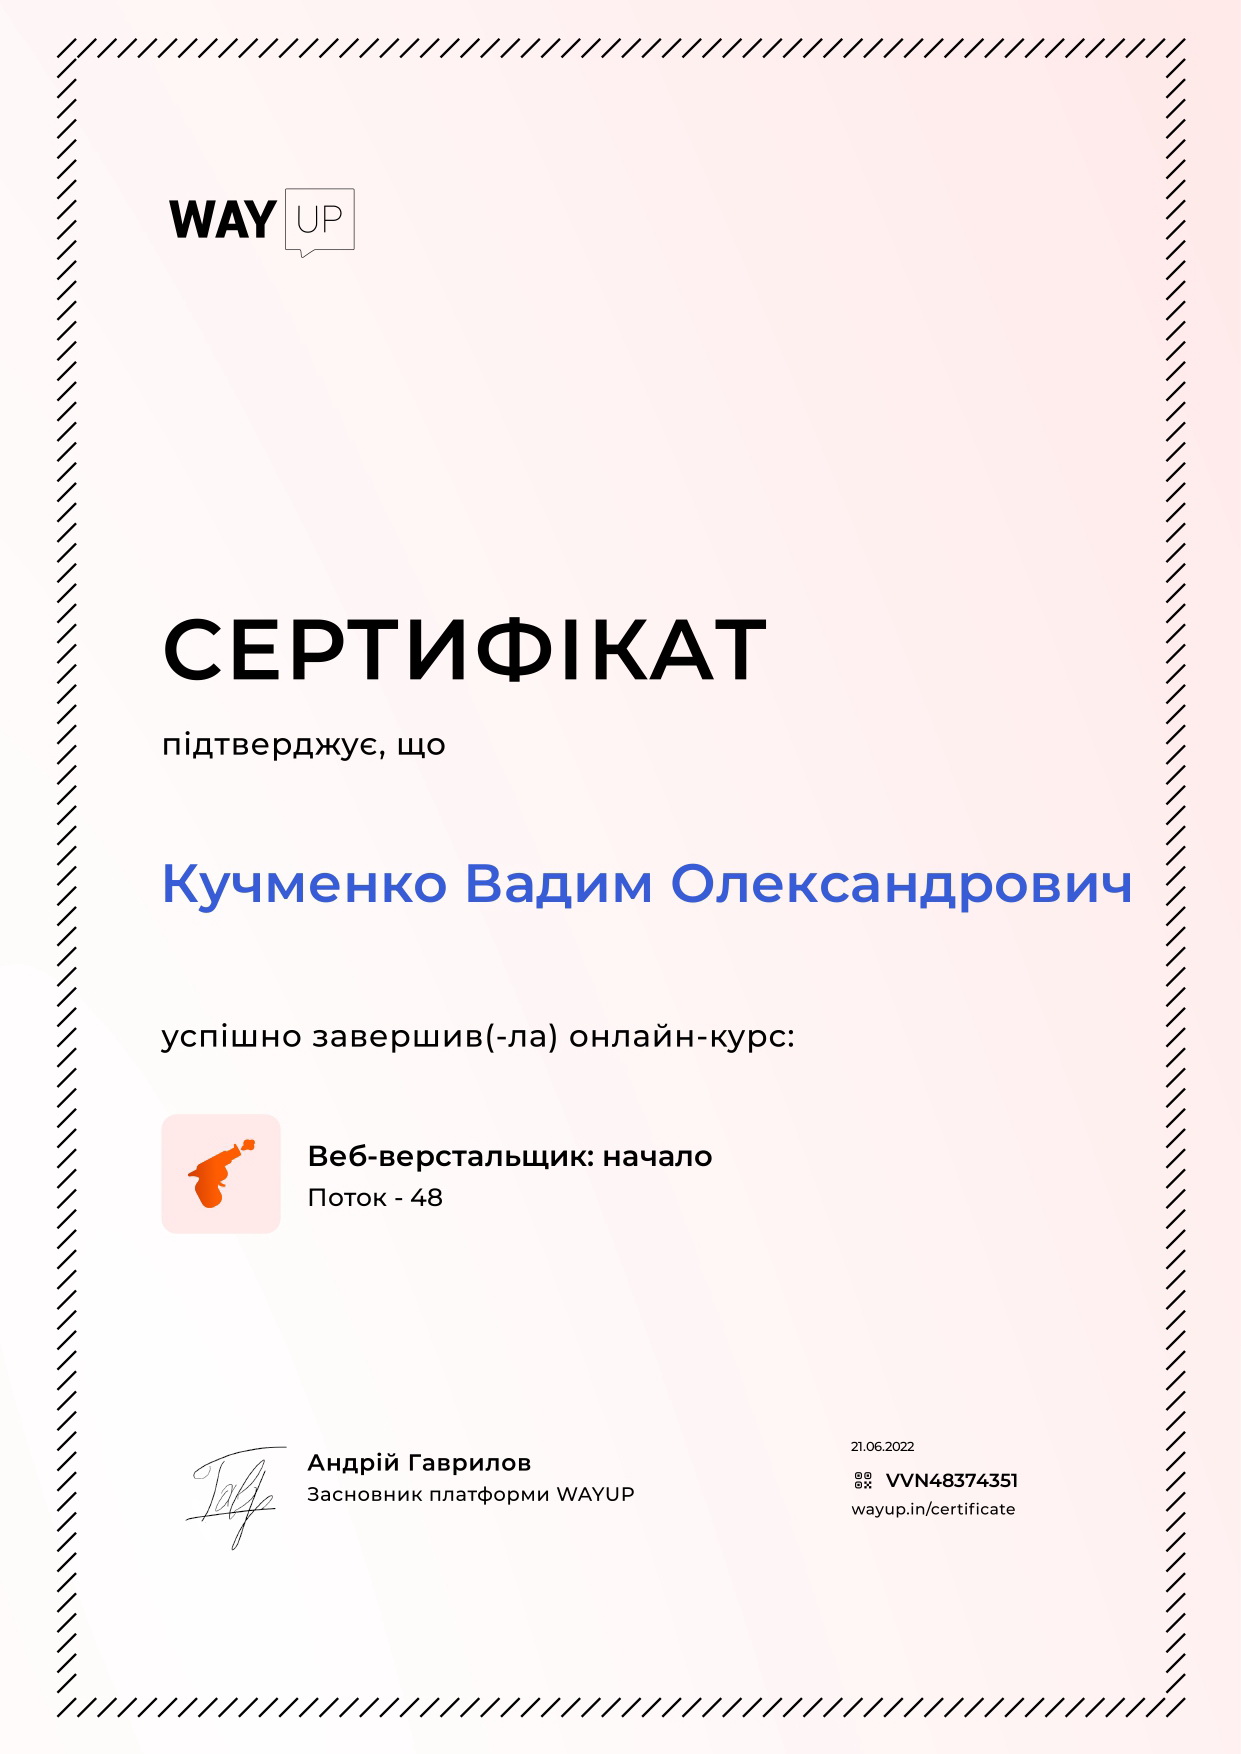 WAY UP
СЕРТИФІКАТ
підтверджує, що
Кучменко Вадим Олександрович
успішно завершив(-ла) онлайн-курс:
Веб-верстальщик: начало
Поток - 48
Андрій Гаврилов
Засновник платформи WAYUP
21.06.2022
VVN48374351
wayup.in/certificate